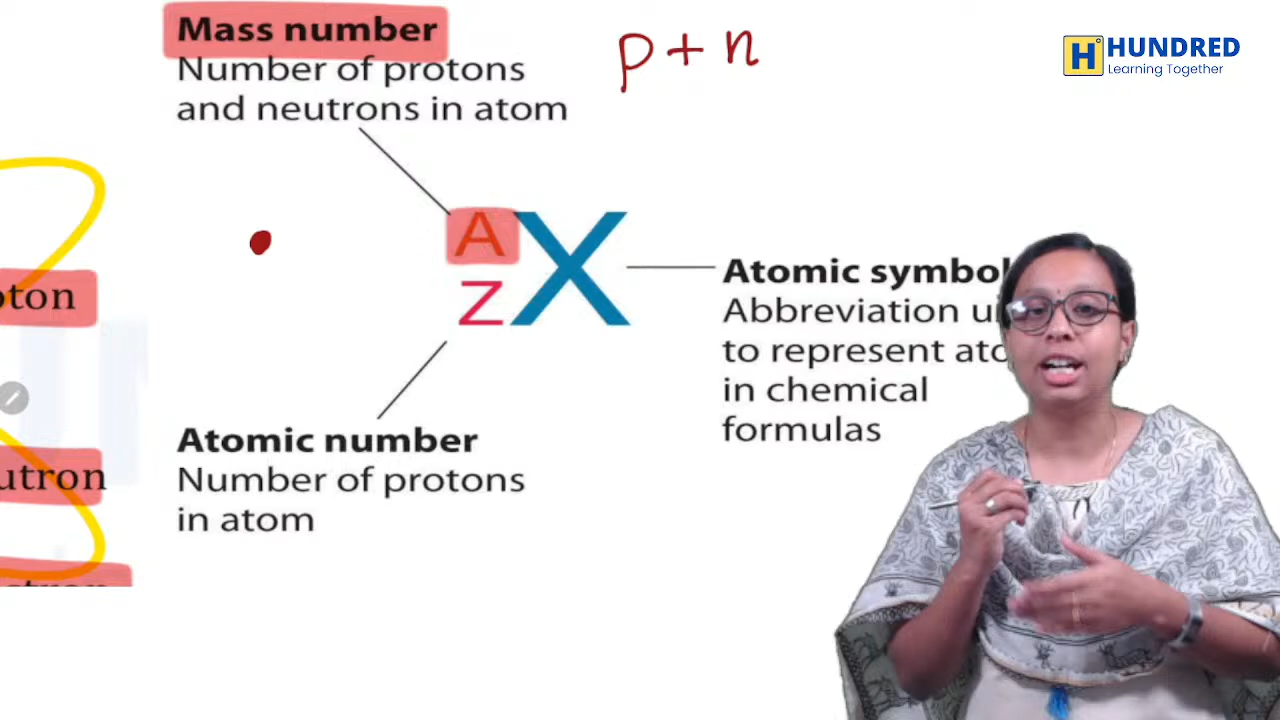 Mass number
Number of protons
and neutrons in atom
p + n
H HUNDRED
Learning Together
A
Z
X
Atomic symbol
Abbreviation u
to represent ato
in chemical
formulas
Atomic number
Number of protons
in atom
oton
utron